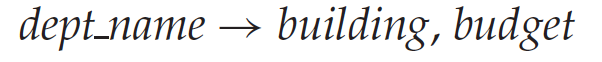 dept_name → building, budget